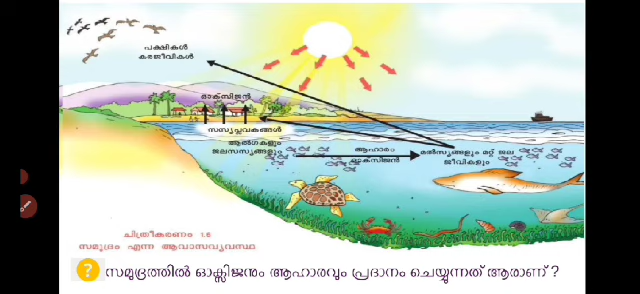 പക്ഷികൾ
കരജീവികൾ
ഓക്സിജൻ
സസ്യപ്ലവകങ്ങൾ
ആൽഗകളും
ജലസസ്യങ്ങളും
ആഹാരം
ഓക്സിജൻ
മത്സ്യങ്ങളും മറ്റ് ജല
ജീവികളും
ചിത്രീകരണം 1.6
സമുദ്രം എന്ന ആവാസവ്യവസ്ഥ
? സമുദ്രത്തിൽ ഓക്സിജനും ആഹാരവും പ്രദാനം ചെയ്യുന്നത് ആരാണ് ?